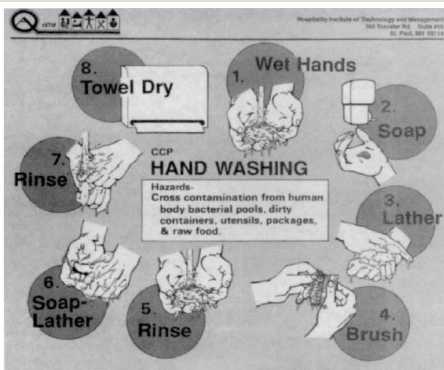 HITM
Hospitality Institute of Technology and Management
St. Paul, MN
1.
Wet Hands
2.
Soap
3.
Lather
4.
Brush
5.
Rinse
6.
Soap-
Lather
7.
Rinse
8.
Towel Dry
CCP
HAND WASHING
Hazards-
Cross contamination from human
body bacterial pools, dirty
containers, utensils, packages,
& raw food.